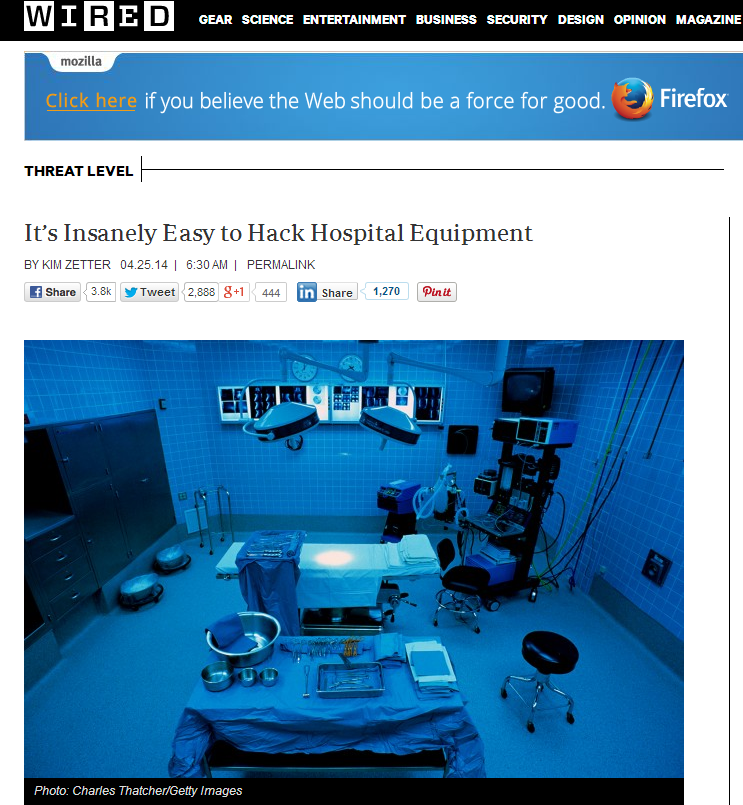 WIRED
GEAR SCIENCE ENTERTAINMENT BUSINESS SECURITY DESIGN OPINION MAGAZINE
mozilla
Click here if you believe the Web should be a force for good. Firefox
THREAT LEVEL
It's Insanely Easy to Hack Hospital Equipment
BY KIM ZETTER 04.25.14 | 6:30 AM | PERMALINK
f Share 3.8k Tweet 2,888 g+1 444 in Share 1,270 Pin it
Photo: Charles Thatcher/Getty Images